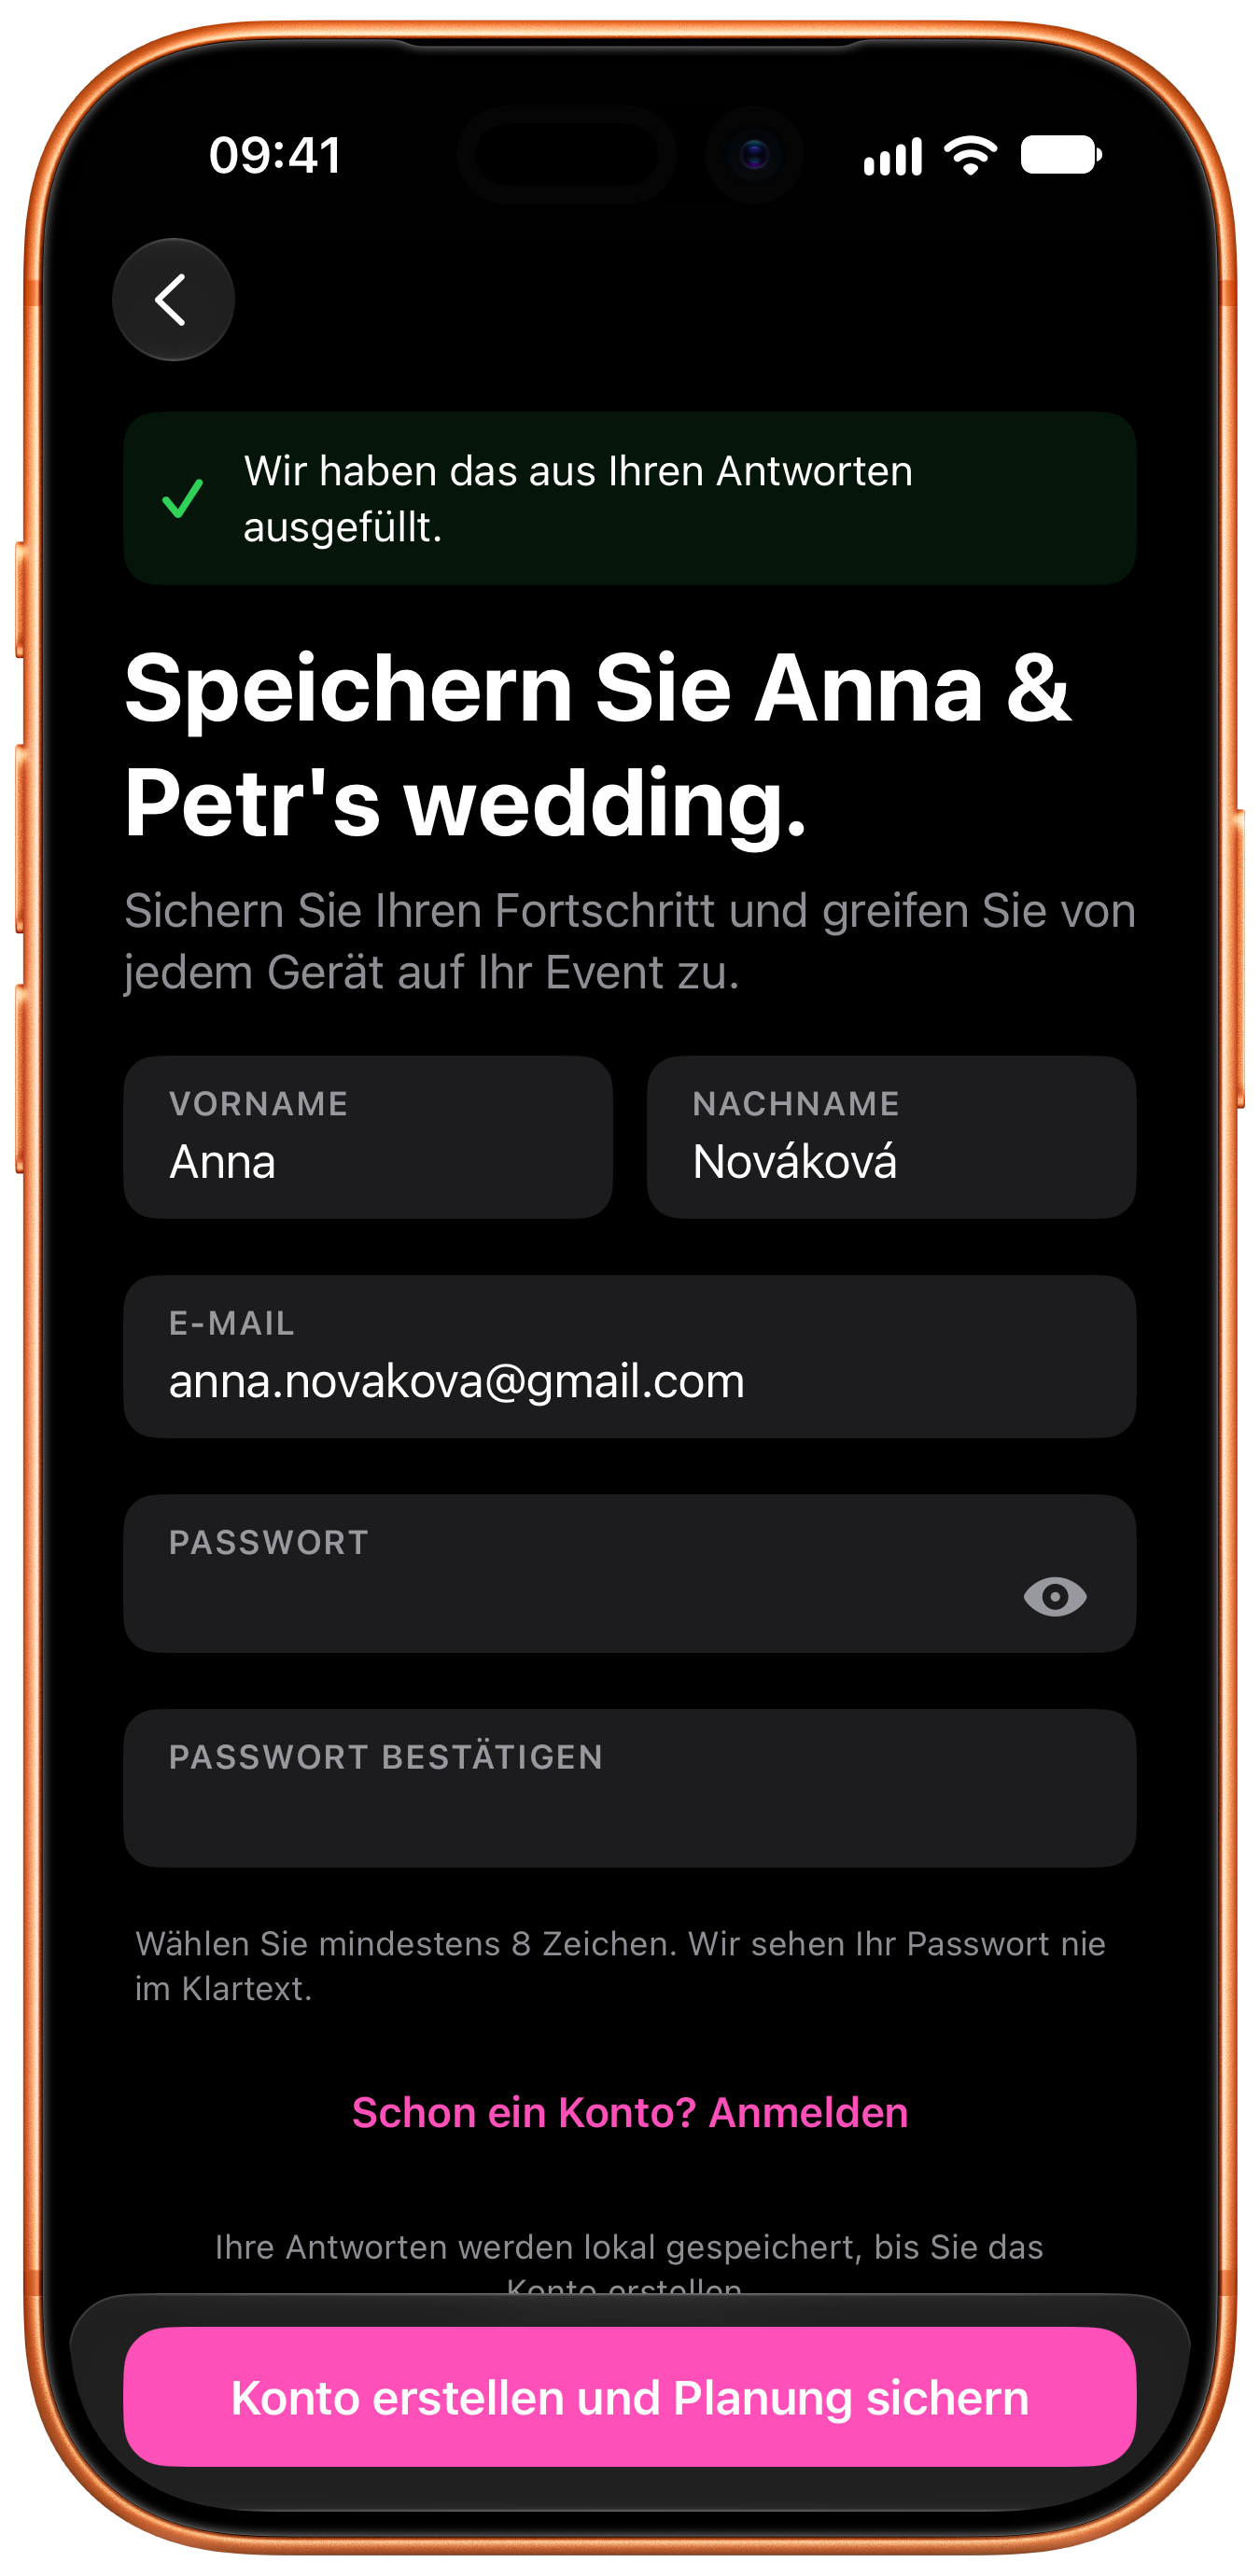 09:41
Wir haben das aus Ihren Antworten
ausgefüllt.
Speichern Sie Anna &
Petr's wedding.
Sichern Sie Ihren Fortschritt und greifen Sie von
jedem Gerät auf Ihr Event zu.
VORNAME
Anna
NACHNAME
Nováková
E-MAIL
anna.novakova@gmail.com
PASSWORT
PASSWORT BESTÄTIGEN
Wählen Sie mindestens 8 Zeichen. Wir sehen Ihr Passwort nie
im Klartext.
Schon ein Konto? Anmelden
Ihre Antworten werden lokal gespeichert, bis Sie das
Konto erstellen
Konto erstellen und Planung sichern